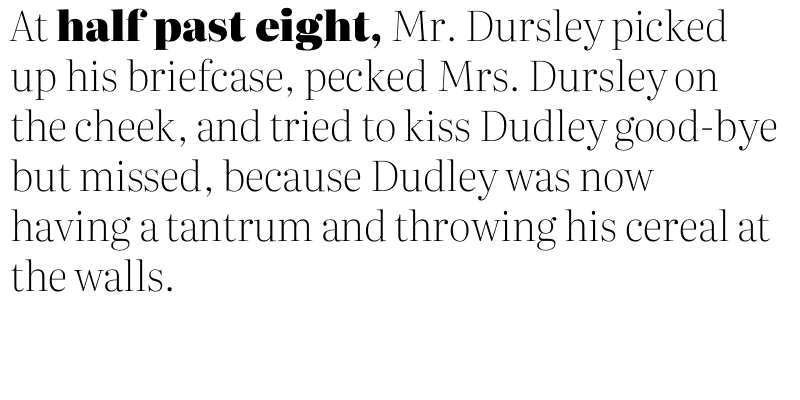 At half past eight, Mr. Dursley picked
up his briefcase, pecked Mrs. Dursley on
the cheek, and tried to kiss Dudley good-bye
but missed, because Dudley was now
having a tantrum and throwing his cereal at
the walls.